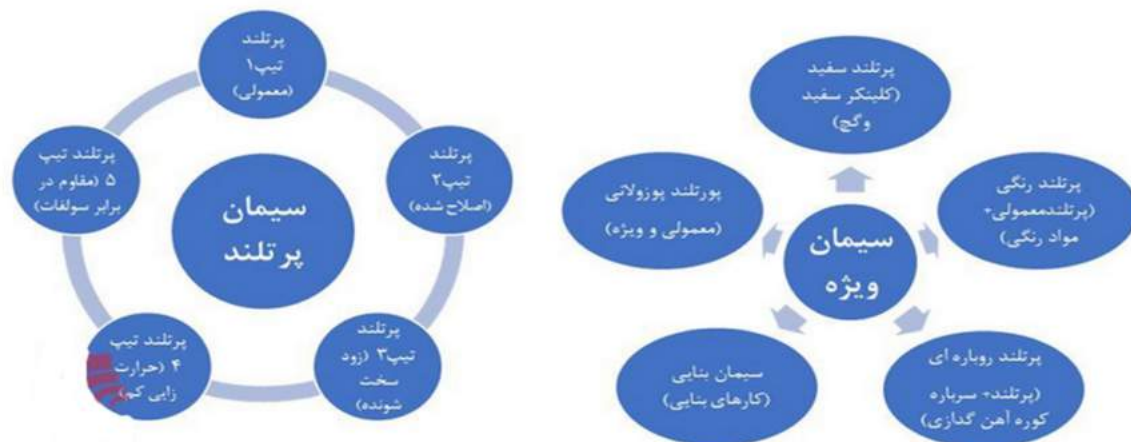 پرتلند
تیپ۱
(معمولی)
پرتلند
تیپ۲
(اصلاح شده)
پرتلند
تیپ۳ (زود
سخت
شونده)
پرتلند تیپ
۴ (حرارت
زایی کم)
پرتلند تیپ
۵ (مقاوم در
برابر سولفات)
سیمان
پرتلند
پرتلند سفید
(کلینکر سفید
وگچ)
پرتلند رنگی
(پرتلندمعمولی+
مواد رنگی)
پرتلند روباره ای
(پرتلند+ سرباره
کوره آهن گدازی)
سیمان بنایی
(کارهای بنایی)
پورتلند پوزولاتی
(معمولی و ویژه)
سیمان
ویژه